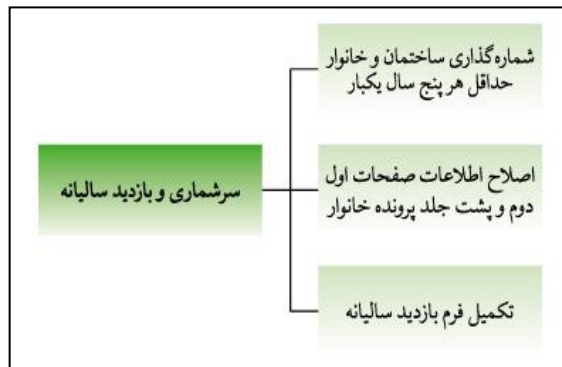 شماره‌گذاری ساختمان و خانوار
حداقل هر پنج سال یکبار
سرشماری و بازدید سالیانه
اصلاح اطلاعات صفحات اول
دوم و پشت جلد پرونده خانوار
تکمیل فرم بازدید سالیانه